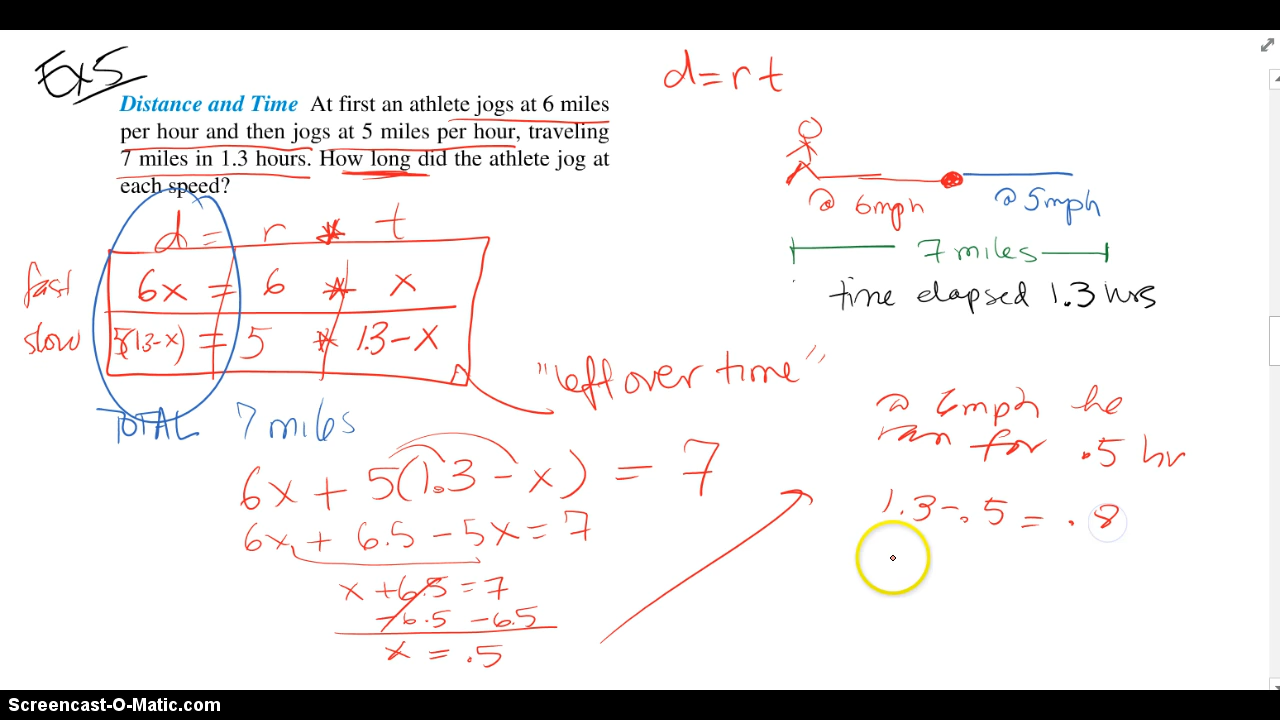 Ex 5
Distance and Time At first an athlete jogs at 6 miles
per hour and then jogs at 5 miles per hour, traveling
7 miles in 1.3 hours. How long did the athlete jog at
each speed?
d = r * t
fast 6x = 6 * x
slow 5(1.3-x) = 5 * 1.3-x
TOTAL 7 miles
"left over time"
6x + 5(1.3 - x) = 7
6x + 6.5 - 5x = 7
x + 6.5 = 7
-6.5 -6.5
x = .5
d = r t
@ 6mph @ 5mph
7 miles
time elapsed 1.3 hrs
@ 6mph he
ran for .5 hr
1.3 - .5 = .8
Screencast-O-Matic.com